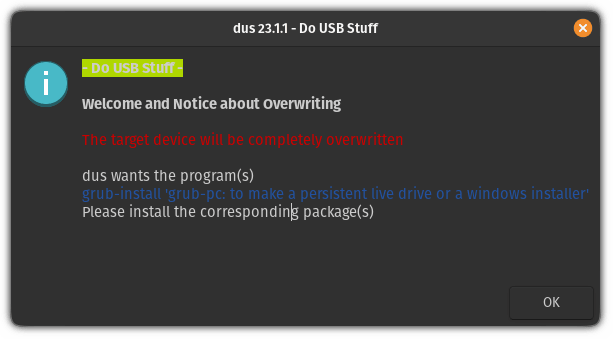 dus 23.1.1 - Do USB Stuff
- Do USB Stuff -
Welcome and Notice about Overwriting
The target device will be completely overwritten
dus wants the program(s)
grub-install 'grub-pc: to make a persistent live drive or a windows installer'
Please install the corresponding package(s)
OK